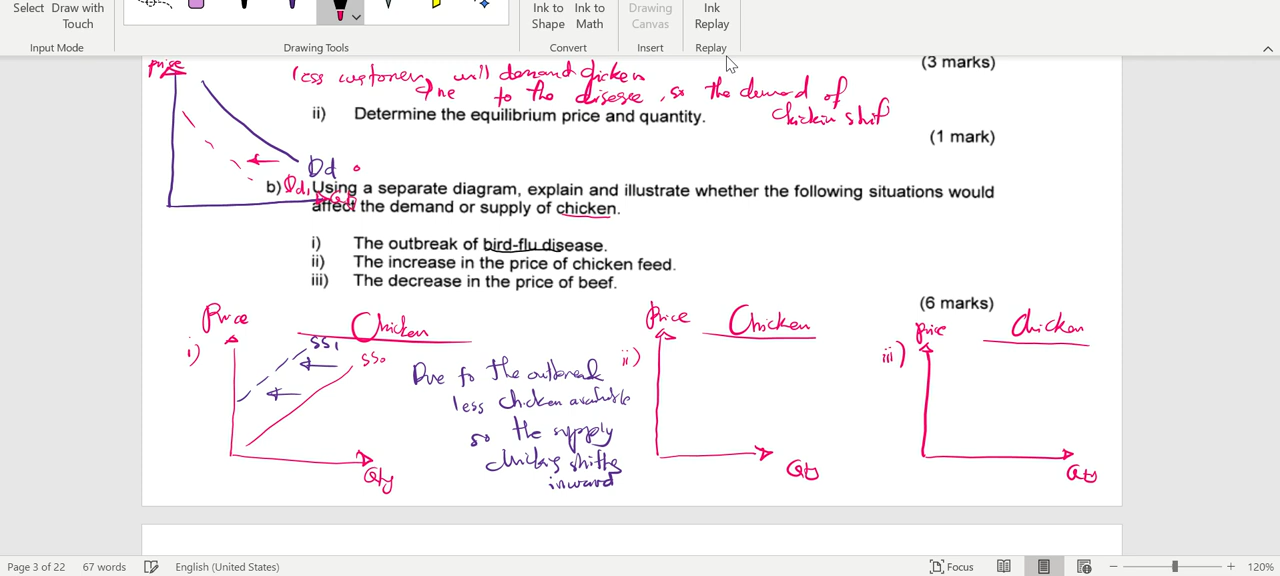 Select Draw with Touch
Ink to Shape
Ink to Math
Drawing Canvas
Ink Replay
Input Mode
Drawing Tools
Convert
Insert
Replay
Price
(3 marks)
less customer will demand chicken
Due to the disease, so the demand of
chicken shif
ii) Determine the equilibrium price and quantity.
(1 mark)
Dd o
Dd1
b) Using a separate diagram, explain and illustrate whether the following situations would
affect the demand or supply of chicken.
i) The outbreak of bird-flu disease.
ii) The increase in the price of chicken feed.
iii) The decrease in the price of beef.
(6 marks)
i)
Price
Chicken
SS1
SSo
Qty
Due to the outbreak
less chicken available
so the supply
shifts
inward
ii)
Price
Chicken
Qty
iii)
Price
Chicken
Qty
Page 3 of 22
67 words
English (United States)
Focus
120%